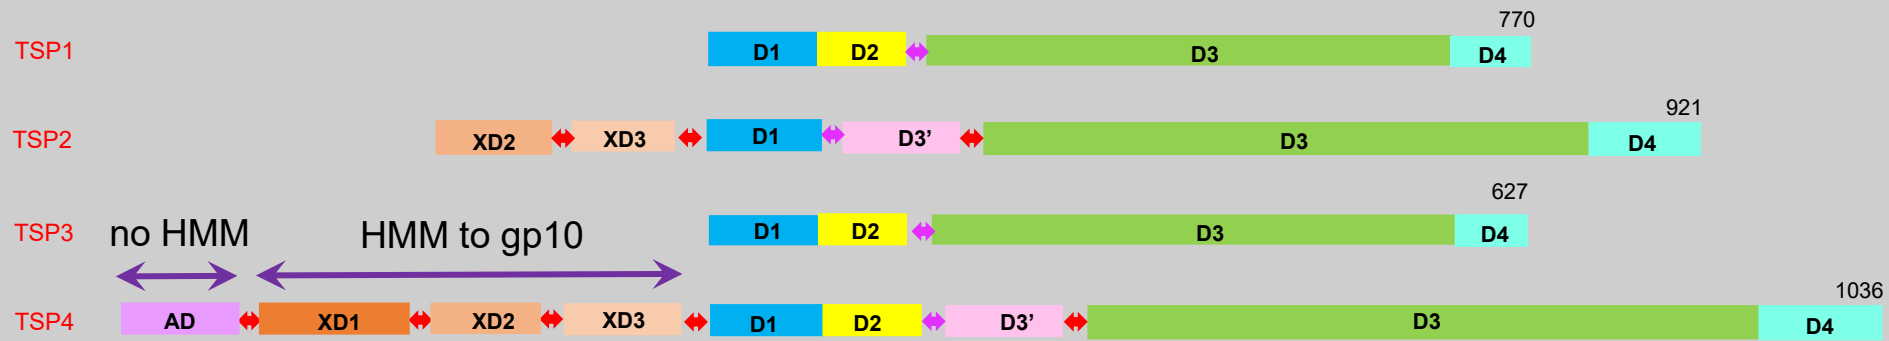 770
TSP1 D1 D2 D3 D4
921
TSP2 XD2 XD3 D1 D3’ D3 D4
627
TSP3 no HMM HMM to gp10 D1 D2 D3 D4
1036
TSP4 AD XD1 XD2 XD3 D1 D2 D3’ D3 D4